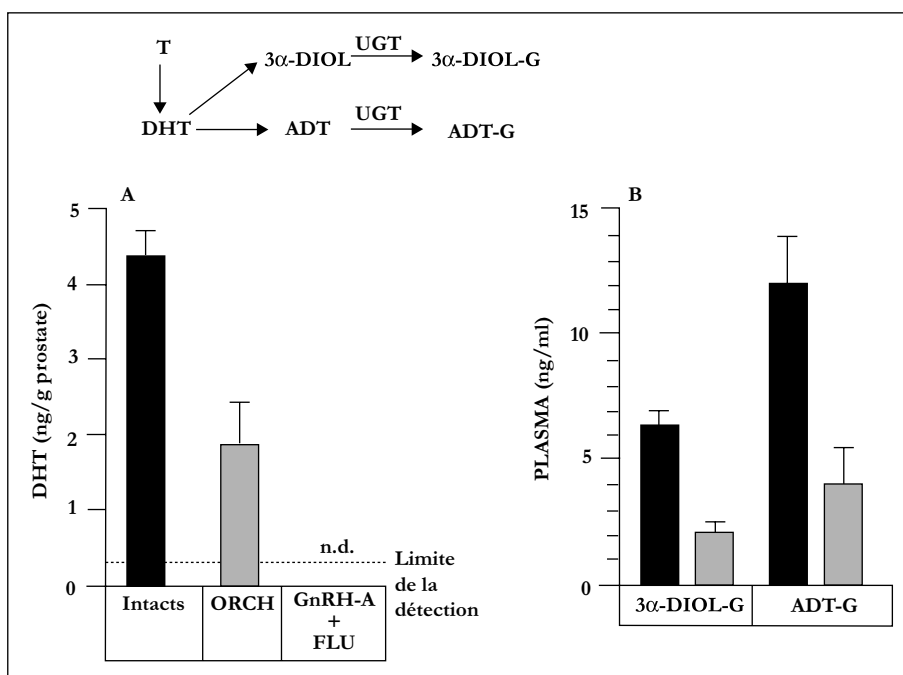 T
UGT
3α-DIOL
3α-DIOL-G
DHT
ADT
UGT
ADT-G
A
5
4
3
2
1
0
DHT (ng/g prostate)
n.d.
Limite
de la
détection
Intacts
ORCH
GnRH-A
+
FLU
B
15
10
5
0
PLASMA (ng/ml)
3α-DIOL-G
ADT-G